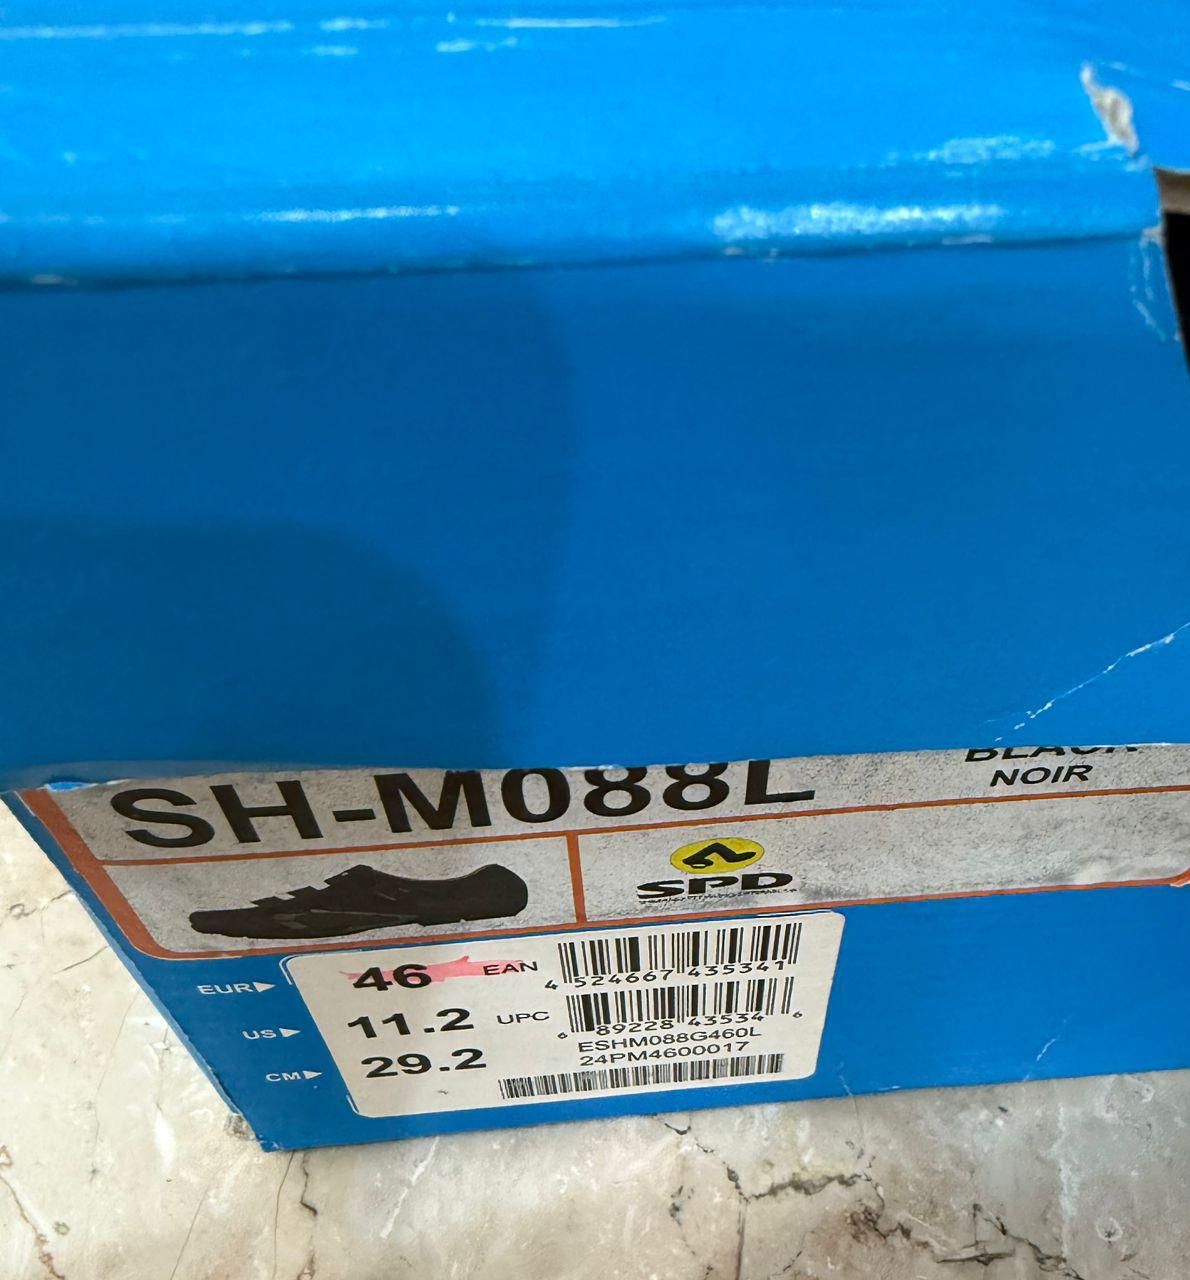 SH-M088L
BLACK
NOIR
SPD
EUR 46 EAN
4 524667 435341
US 11.2 UPC
6 89228 43534 6
ESHM088G460L
CM 29.2
24PM4600017